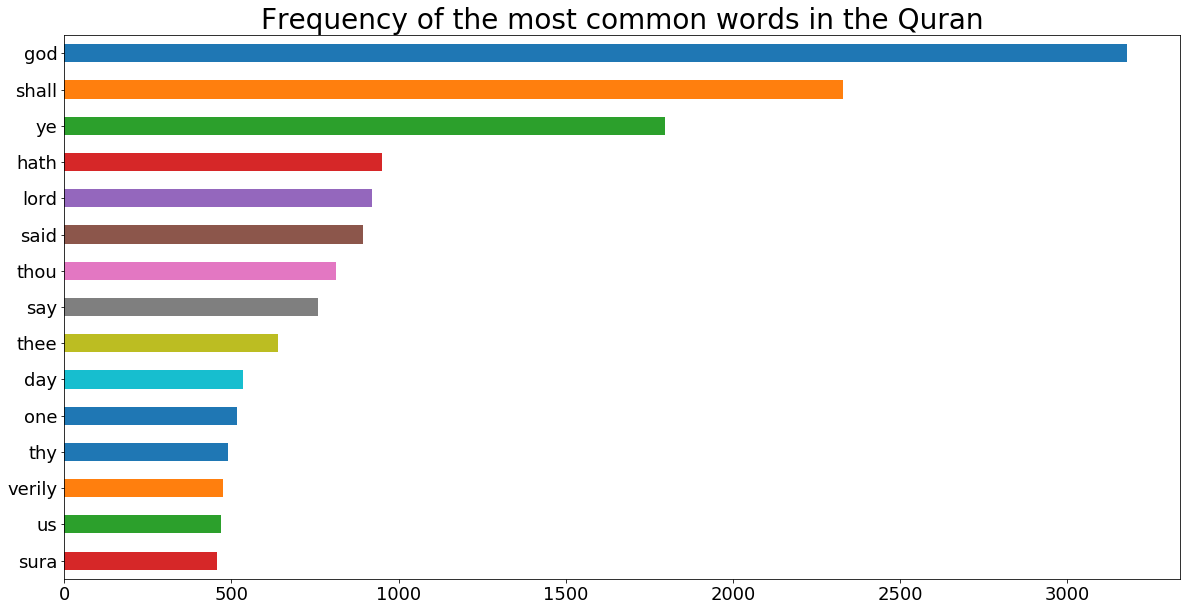 Frequency of the most common words in the Quran
god
shall
ye
hath
lord
said
thou
say
thee
day
one
thy
verily
us
sura
0 500 1000 1500 2000 2500 3000